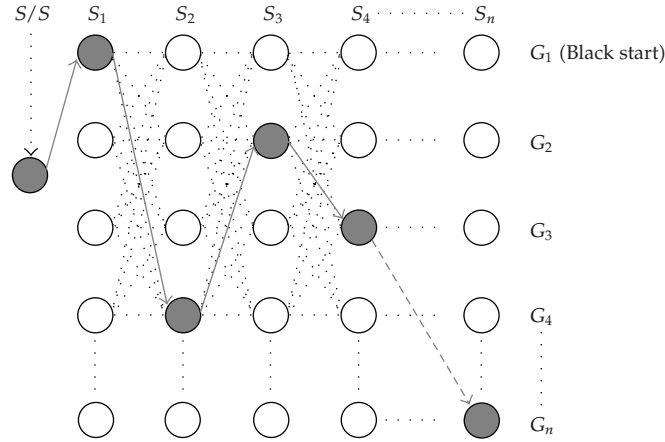 S/S S₁ S₂ S₃ S₄ Sₙ
G₁ (Black start)
G₂
G₃
G₄
Gₙ